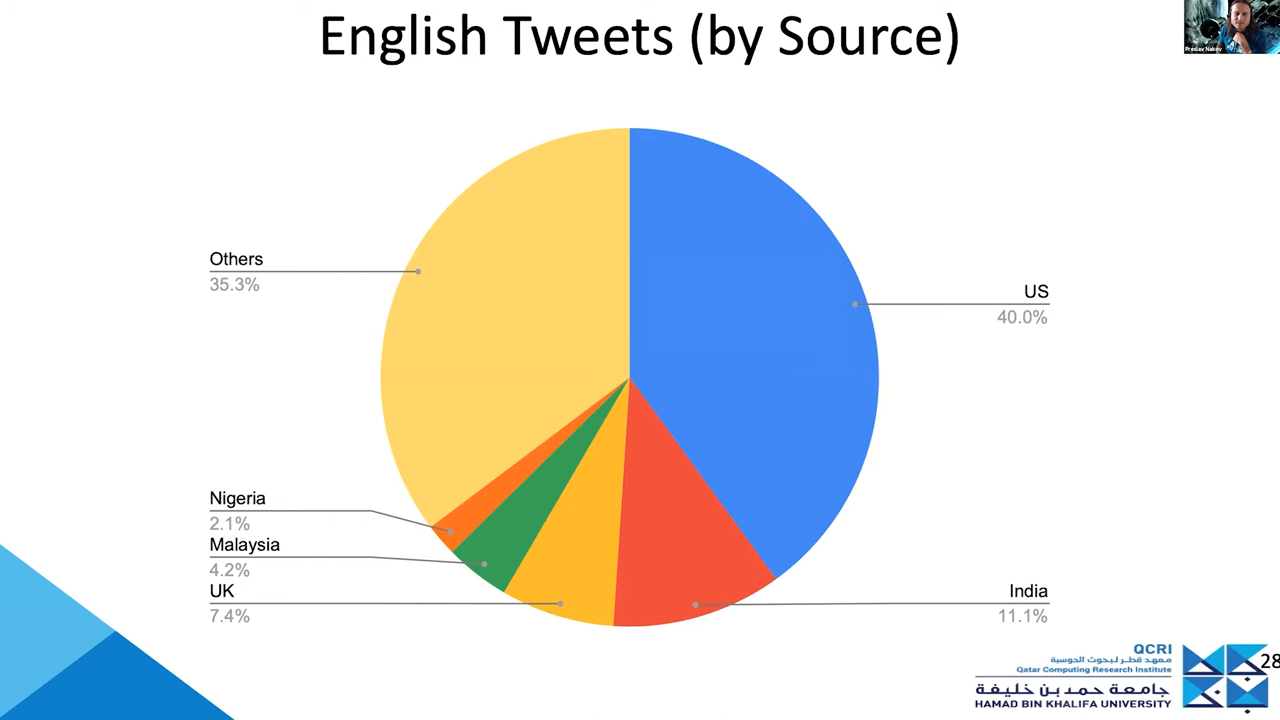 English Tweets (by Source)
Preslav Nakov
Others
35.3%
US
40.0%
Nigeria
2.1%
Malaysia
4.2%
UK
7.4%
India
11.1%
QCRI
معهد قطر لبحوث الحوسبة
Qatar Computing Research Institute
جامعة حمد بن خليفة
HAMAD BIN KHALIFA UNIVERSITY
28